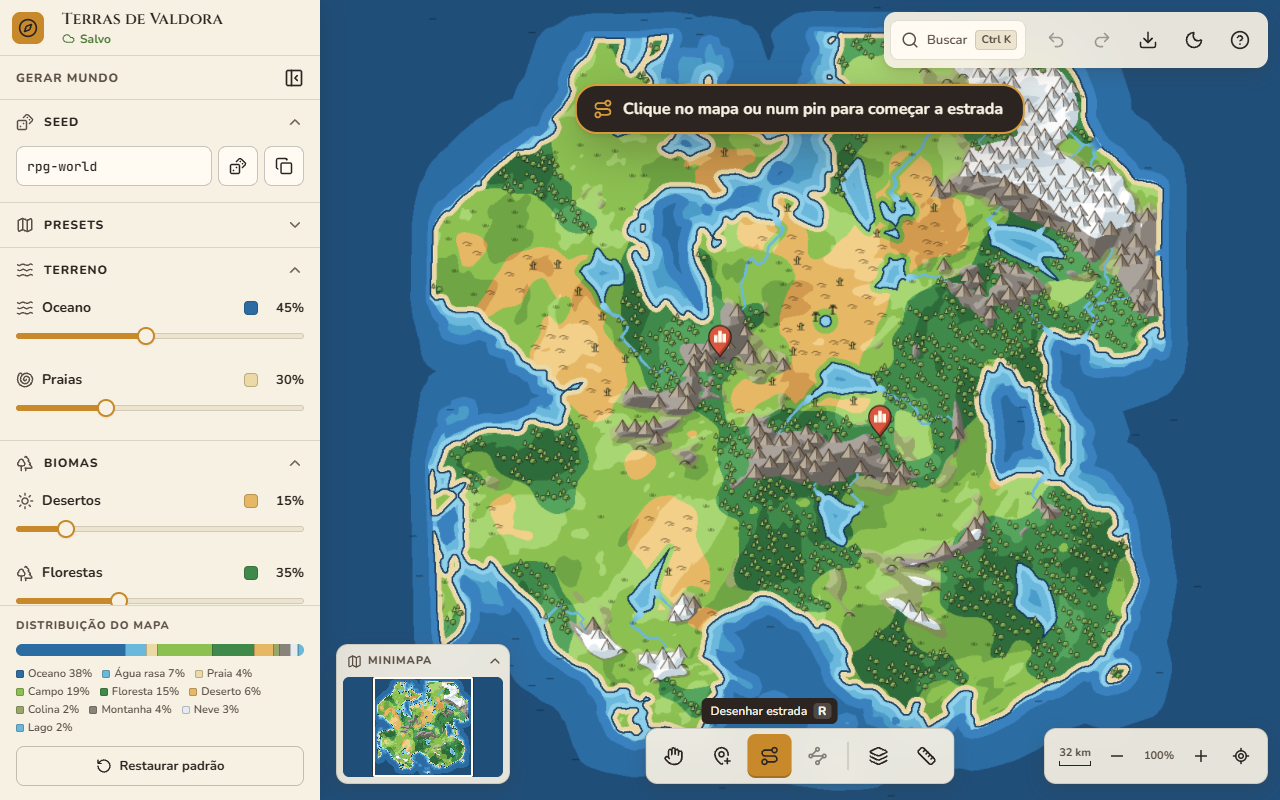 Terras de Valdora
Salvo
GERAR MUNDO
SEED
rpg-world
PRESETS
TERRENO
Oceano 45%
Praias 30%
BIOMAS
Desertos 15%
Florestas 35%
DISTRIBUIÇÃO DO MAPA
Oceano 38% Água rasa 7% Praia 4%
Campo 19% Floresta 15% Deserto 6%
Colina 2% Montanha 4% Neve 3%
Lago 2%
Restaurar padrão
Buscar Ctrl K
Clique no mapa ou num pin para começar a estrada
MINIMAPA
Desenhar estrada R
32 km
100%